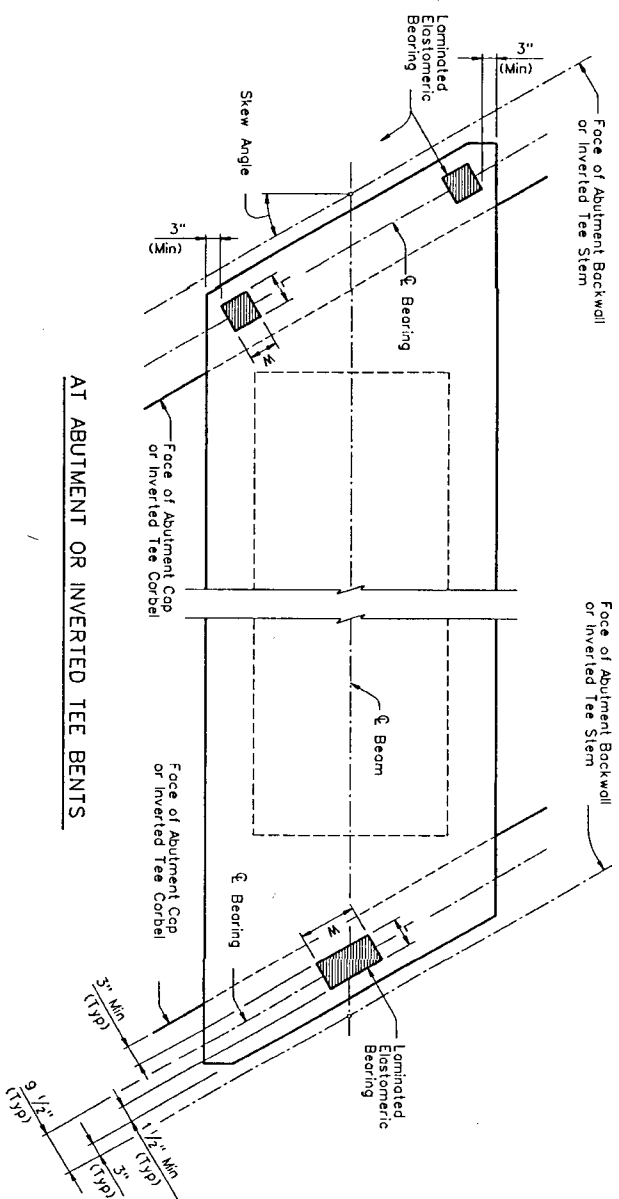 Face of Abutment Backwall
or Inverted Tee Stem
3"
(Min)
Laminated
Elastomeric
Bearing
Skew Angle
3"
(Min)
℄ Bearing
L
W
Face of Abutment Cap
or Inverted Tee Corbel
Face of Abutment Backwall
or Inverted Tee Stem
℄ Beam
Face of Abutment Cap
or Inverted Tee Corbel
℄ Bearing
W
L
Laminated
Elastomeric
Bearing
3" Min
(Typ)
9 1/2"
(Typ)
3"
(Typ)
1 1/2" Min
(Typ)
AT ABUTMENT OR INVERTED TEE BENTS